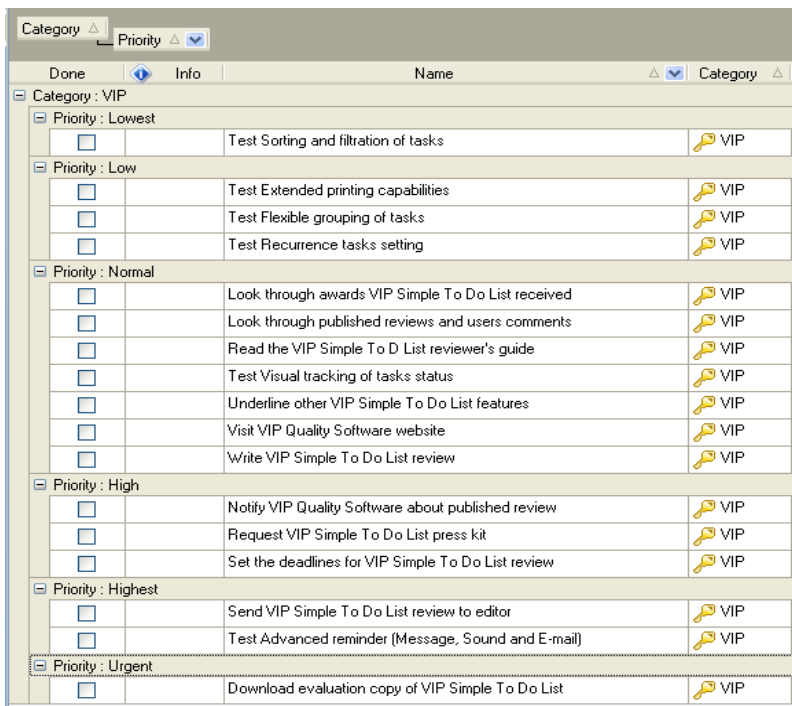 Category
Priority
Done Info Name Category
Category : VIP
Priority : Lowest
Test Sorting and filtration of tasks VIP
Priority : Low
Test Extended printing capabilities VIP
Test Flexible grouping of tasks VIP
Test Recurrence tasks setting VIP
Priority : Normal
Look through awards VIP Simple To Do List received VIP
Look through published reviews and users comments VIP
Read the VIP Simple To D List reviewer's guide VIP
Test Visual tracking of tasks status VIP
Underline other VIP Simple To Do List features VIP
Visit VIP Quality Software website VIP
Write VIP Simple To Do List review VIP
Priority : High
Notify VIP Quality Software about published review VIP
Request VIP Simple To Do List press kit VIP
Set the deadlines for VIP Simple To Do List review VIP
Priority : Highest
Send VIP Simple To Do List review to editor VIP
Test Advanced reminder (Message, Sound and E-mail) VIP
Priority : Urgent
Download evaluation copy of VIP Simple To Do List VIP